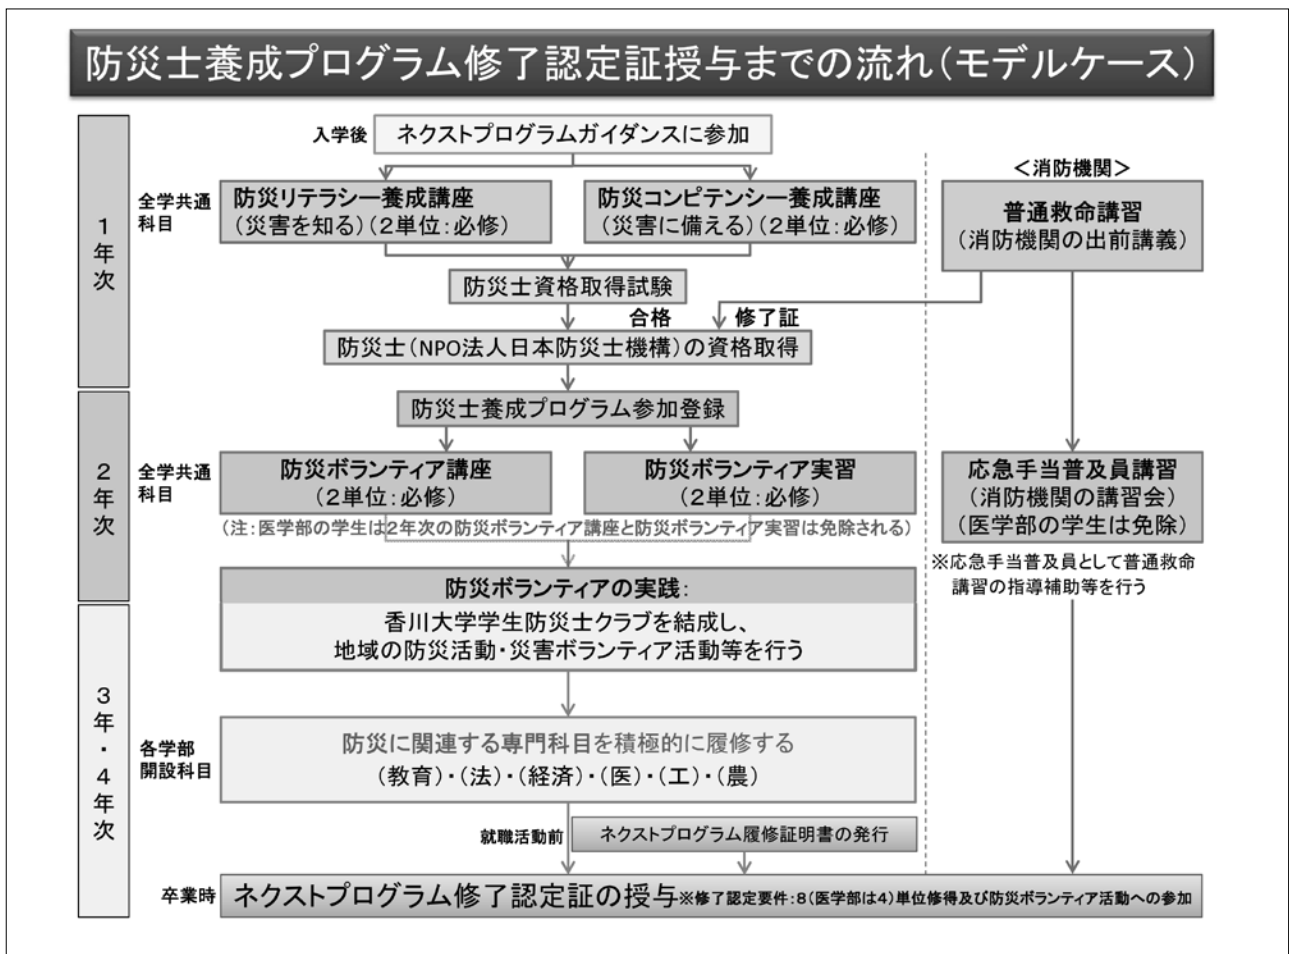 防災士養成プログラム修了認定証授与までの流れ(モデルケース)
1年次
入学後
ネクストプログラムガイダンスに参加
全学共通
科目
防災リテラシー養成講座
(災害を知る)(2単位:必修)
防災コンピテンシー養成講座
(災害に備える)(2単位:必修)
<消防機関>
普通救命講習
(消防機関の出前講義)
防災士資格取得試験
合格
修了証
防災士(NPO法人日本防災士機構)の資格取得
2年次
防災士養成プログラム参加登録
全学共通
科目
防災ボランティア講座
(2単位:必修)
防災ボランティア実習
(2単位:必修)
(注:医学部の学生は2年次の防災ボランティア講座と防災ボランティア実習は免除される)
応急手当普及員講習
(消防機関の講習会)
(医学部の学生は免除)
※応急手当普及員として普通救命
講習の指導補助等を行う
防災ボランティアの実践:
香川大学学生防災士クラブを結成し、
地域の防災活動・災害ボランティア活動等を行う
3年・4年次
各学部
開設科目
防災に関連する専門科目を積極的に履修する
(教育)・(法)・(経済)・(医)・(工)・(農)
就職活動前
ネクストプログラム履修証明書の発行
卒業時
ネクストプログラム修了認定証の授与※修了認定要件:8(医学部は4)単位修得及び防災ボランティア活動への参加